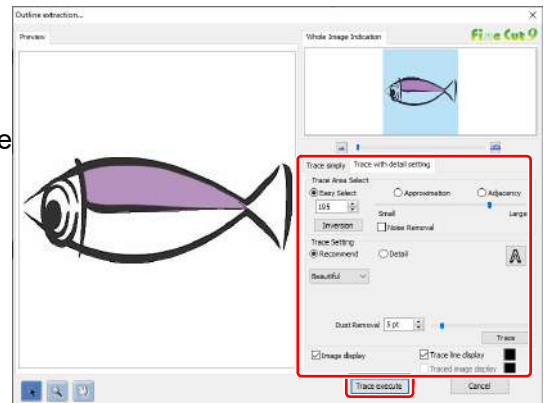 Outline extraction...
Preview
Whole Image Indication
Fine Cut 9
e
Trace simply
Trace with detail setting
Trace Area Select
Easy Select
Approximation
Adjacency
195
Small
Large
Inversion
Noise Removal
Trace Setting
Recommend
Detail
A
Beautiful
Dust Removal
5 pt
Trace
Image display
Trace line display
Traced image display
Trace execute
Cancel